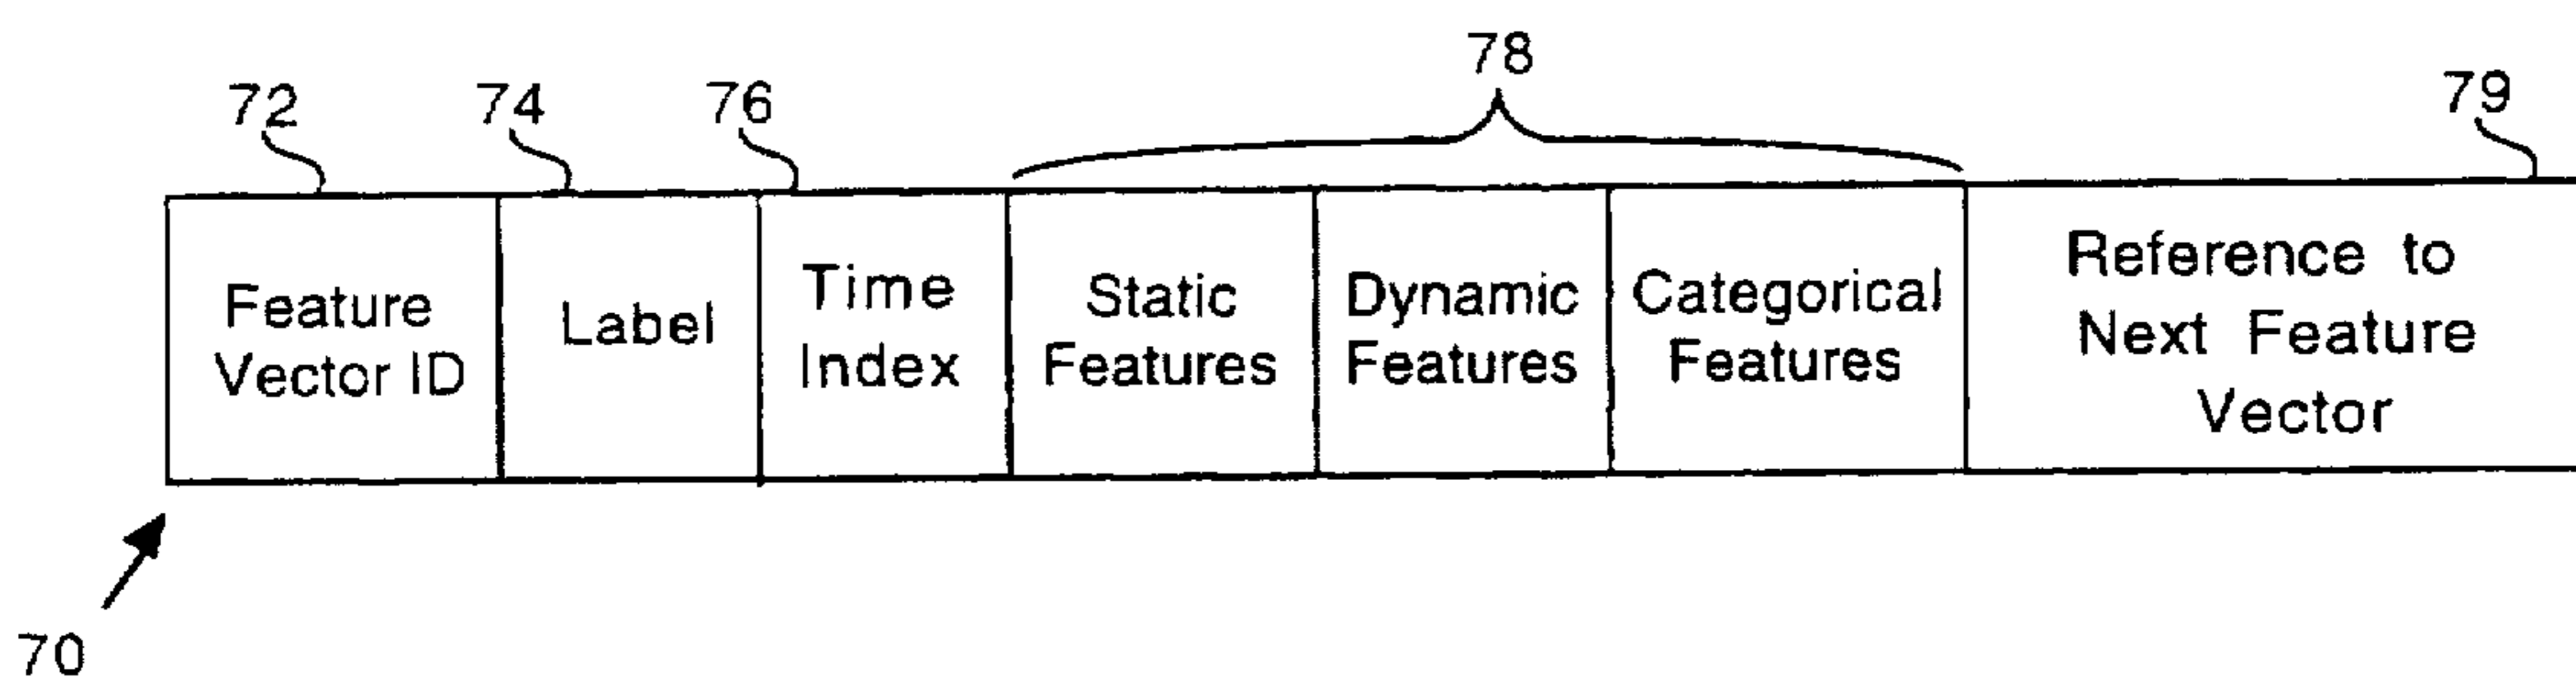 78
72
74
76
79
Feature
Vector ID
Label
Time
Index
Static
Features
Dynamic
Features
Categorical
Features
Reference to
Next Feature
Vector
70